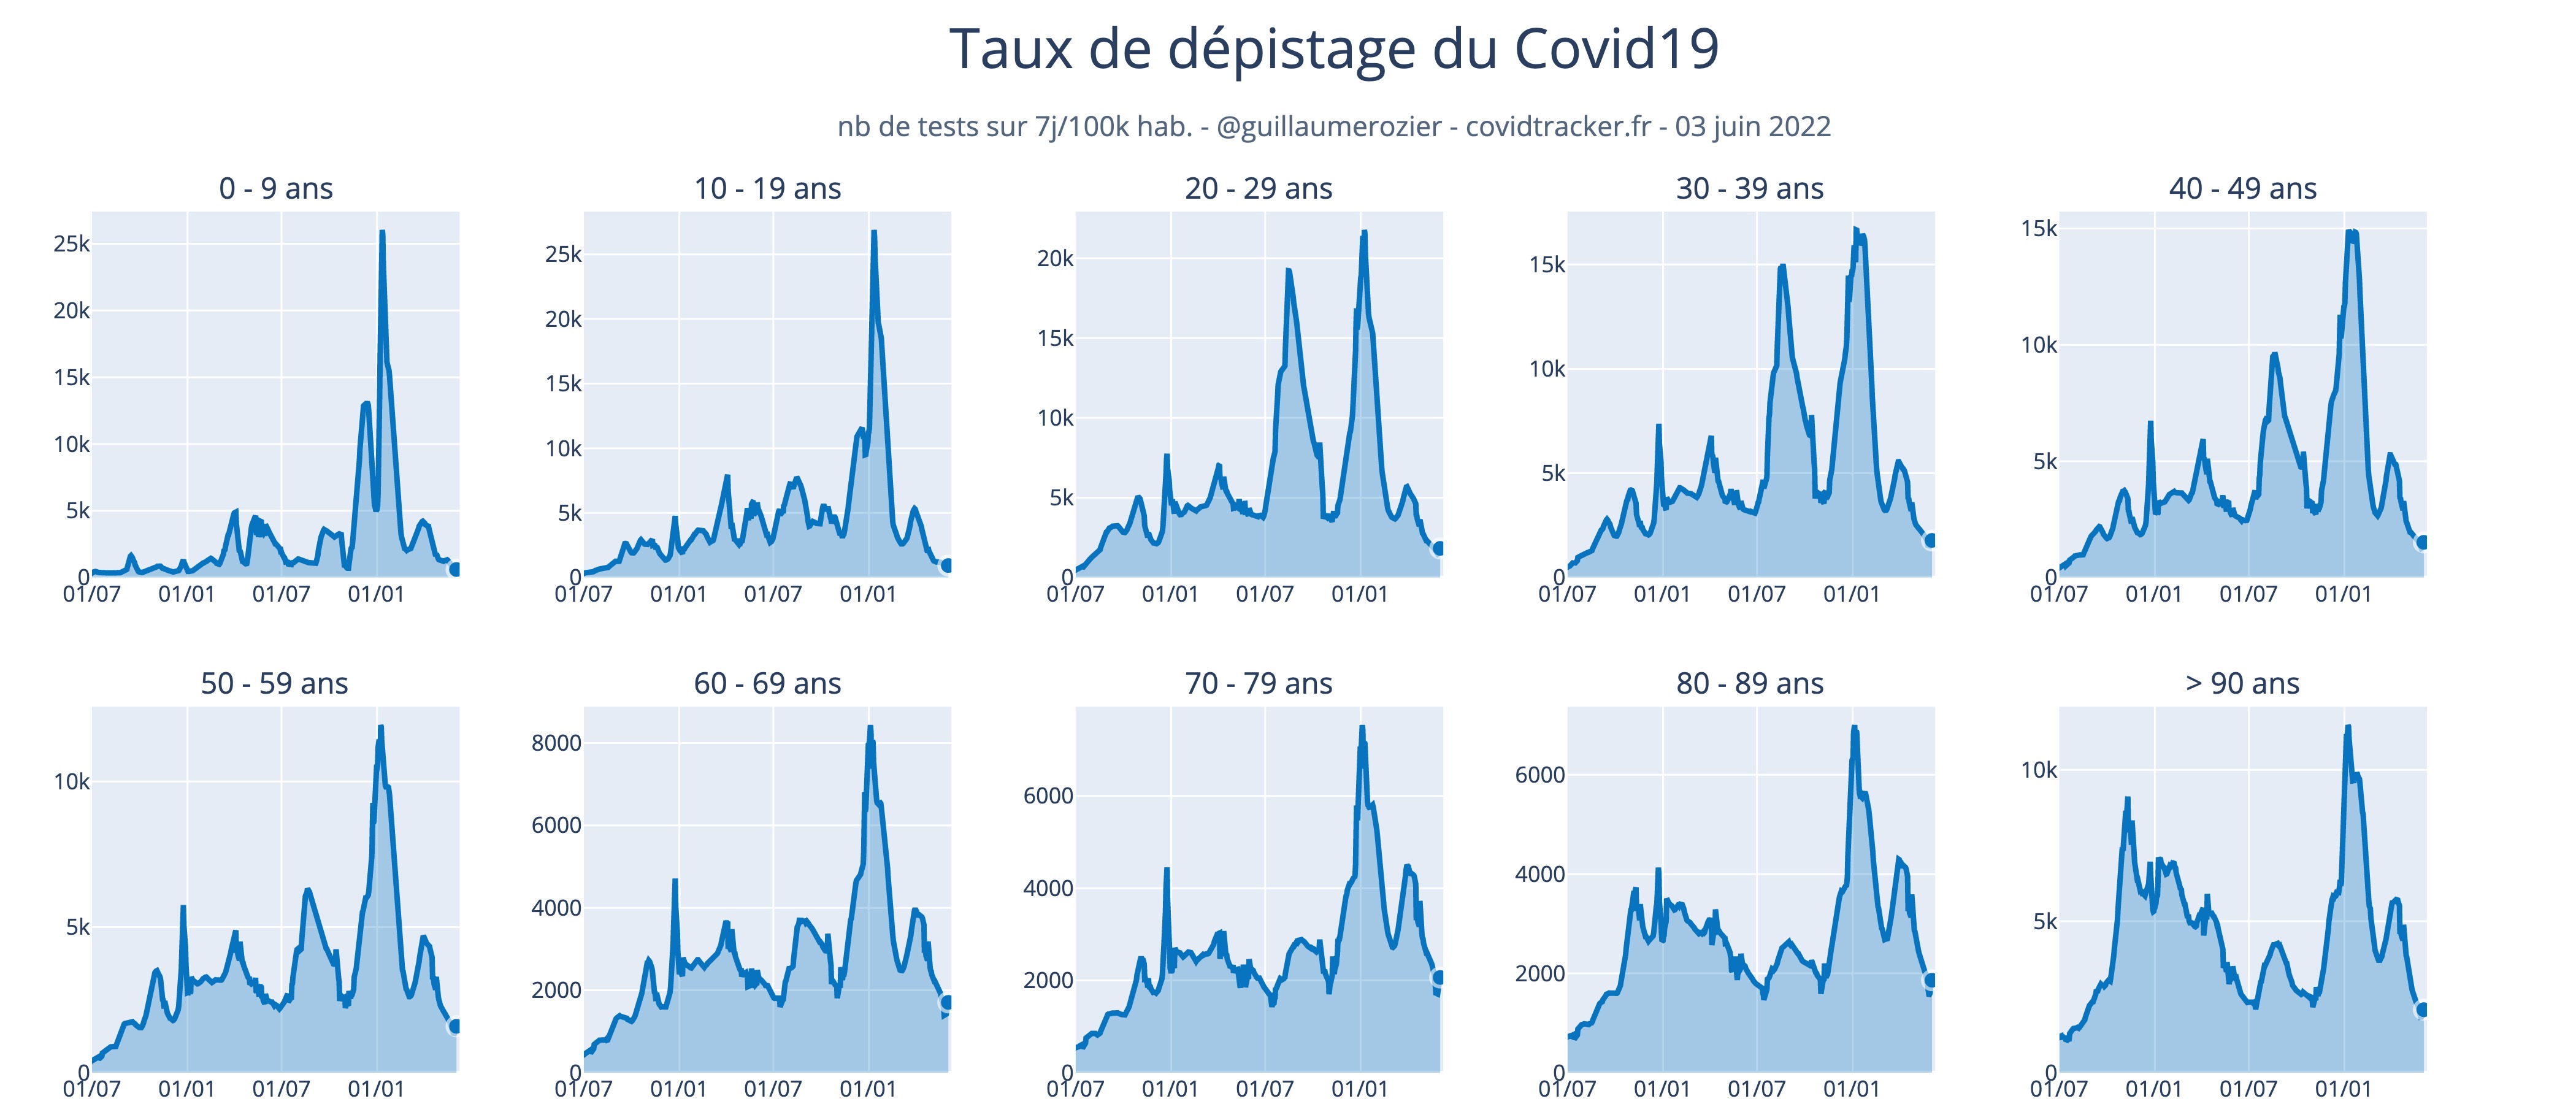 Taux de dépistage du Covid19
nb de tests sur 7j/100k hab. - @guillaumerozier - covidtracker.fr - 03 juin 2022
0 - 9 ans
25k
20k
15k
10k
5k
0
01/07 01/01 01/07 01/01
10 - 19 ans
25k
20k
15k
10k
5k
0
01/07 01/01 01/07 01/01
20 - 29 ans
20k
15k
10k
5k
0
01/07 01/01 01/07 01/01
30 - 39 ans
15k
10k
5k
0
01/07 01/01 01/07 01/01
40 - 49 ans
15k
10k
5k
0
01/07 01/01 01/07 01/01
50 - 59 ans
10k
5k
0
01/07 01/01 01/07 01/01
60 - 69 ans
8000
6000
4000
2000
0
01/07 01/01 01/07 01/01
70 - 79 ans
6000
4000
2000
0
01/07 01/01 01/07 01/01
80 - 89 ans
6000
4000
2000
0
01/07 01/01 01/07 01/01
> 90 ans
10k
5k
0
01/07 01/01 01/07 01/01